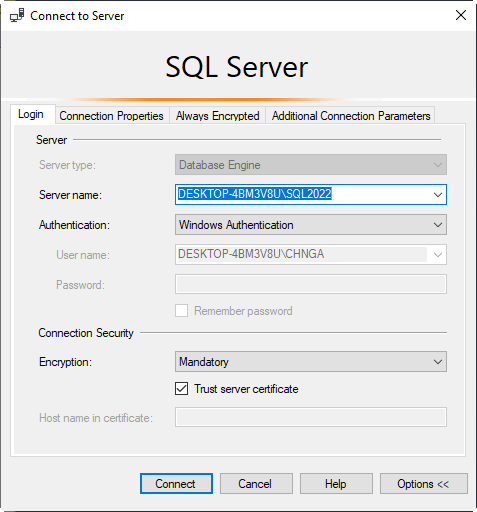 Connect to Server
SQL Server
Login Connection Properties Always Encrypted Additional Connection Parameters
Server
Server type: Database Engine
Server name: DESKTOP-4BM3V8U\SQL2022
Authentication: Windows Authentication
User name: DESKTOP-4BM3V8U\CHNGA
Password:
Remember password
Connection Security
Encryption: Mandatory
Trust server certificate
Host name in certificate:
Connect Cancel Help Options <<